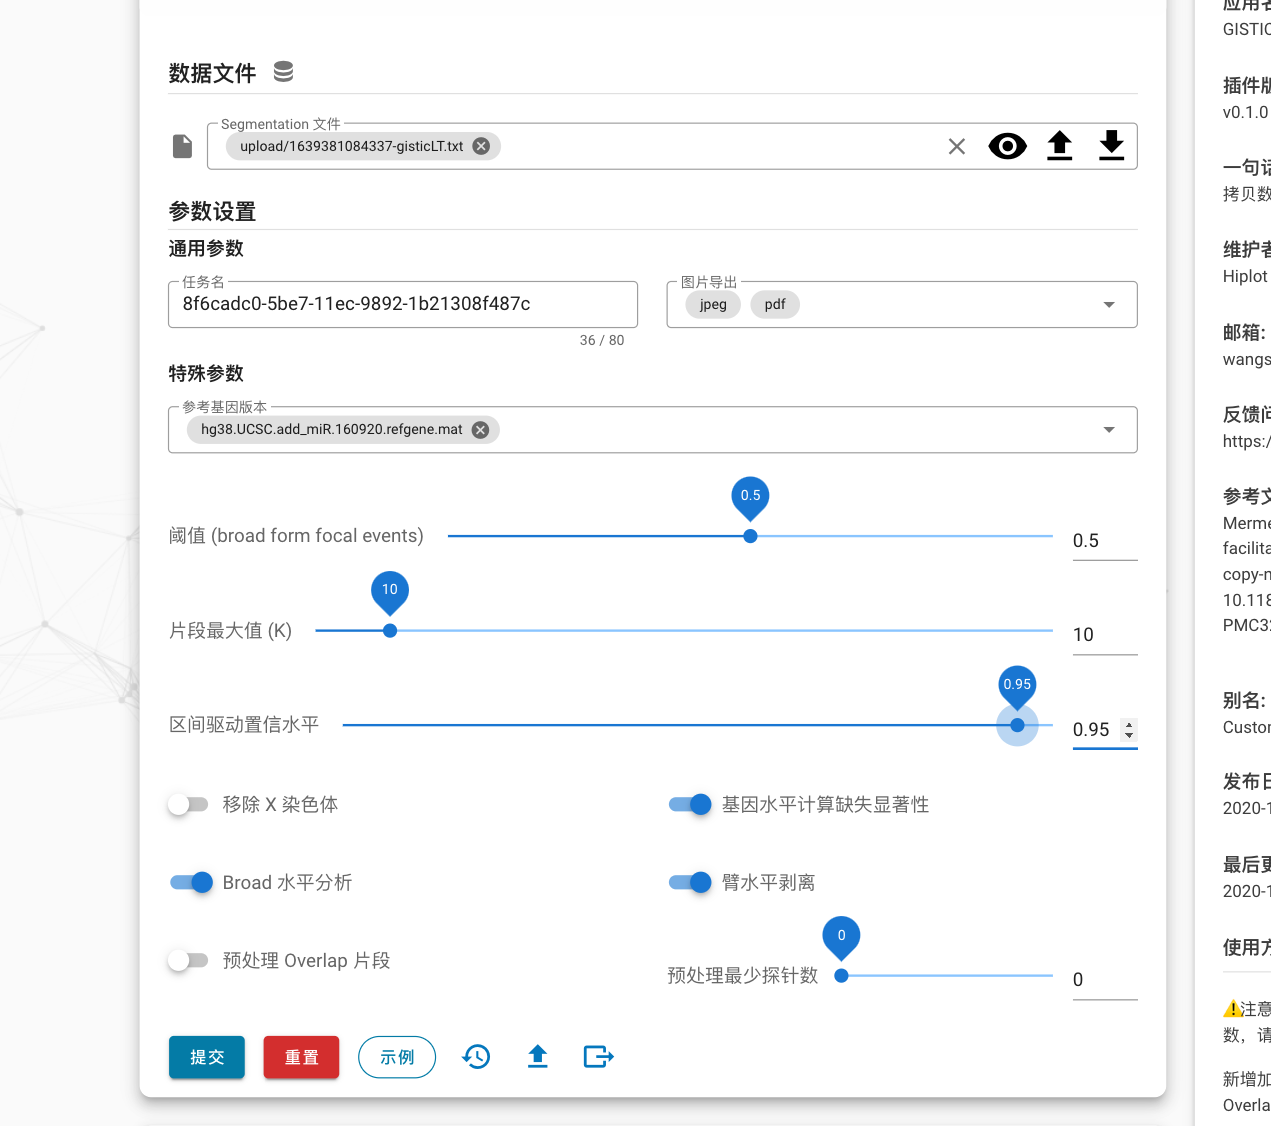 数据文件
Segmentation 文件
upload/1639381084337-gisticLT.txt
参数设置
通用参数
任务名
8f6cadc0-5be7-11ec-9892-1b21308f487c
36 / 80
图片导出
jpeg
pdf
特殊参数
参考基因版本
hg38.UCSC.add_miR.160920.refgene.mat
0.5
阈值 (broad form focal events)
0.5
10
片段最大值 (K)
10
0.95
区间驱动置信水平
0.95
移除 X 染色体
基因水平计算缺失显著性
Broad 水平分析
臂水平剥离
预处理 Overlap 片段
0
预处理最少探针数
0
提交
重置
示例
应用
GISTIC
插件版
v0.1.0
一句
拷贝数
维护者
Hiplot
邮箱:
wangs
反馈
https:/
参考
Merme
facilita
copy-n
10.118
PMC32
别名:
Custom
发布
2020-1
最后更
2020-1
使用
⚠️注意
数，请
新增加
Overla